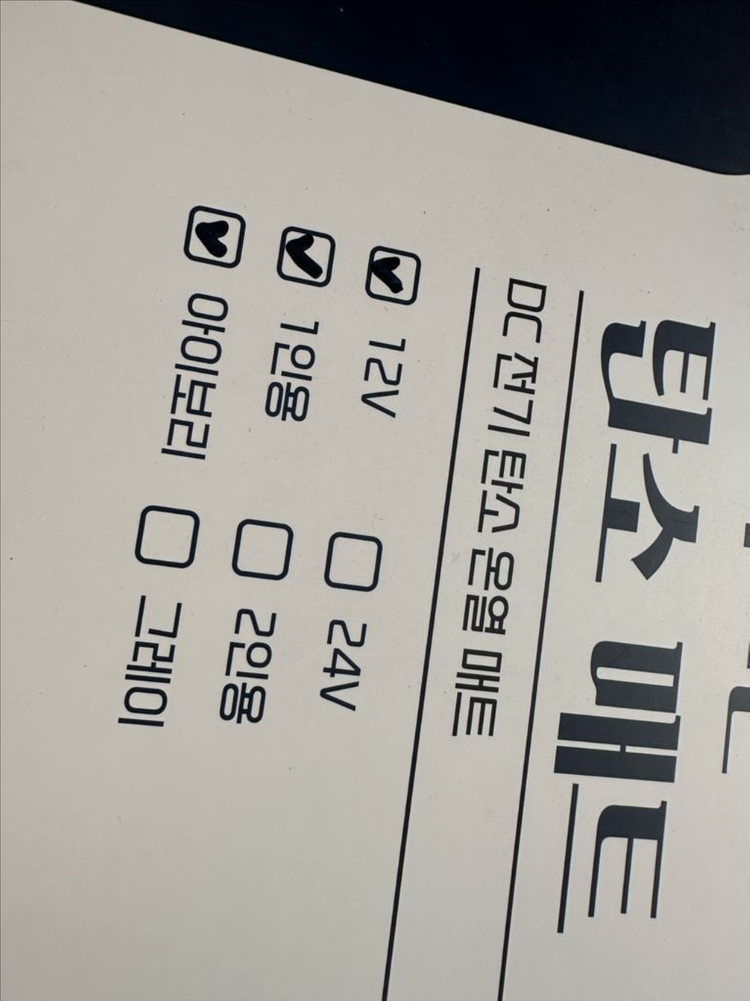 탄소 매트
DC 전기 탄소 온열 매트
12V 24V
1인용 2인용
아이보리 그레이